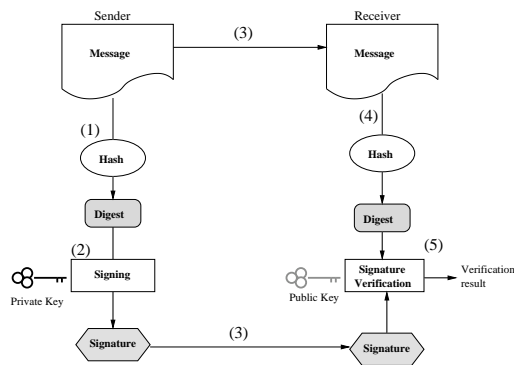 Sender
Receiver
Message
(3)
Message
(1)
(4)
Hash
Hash
Digest
Digest
(2)
(5)
Signing
Signature
Verification
Verification
result
Private Key
Public Key
Signature
(3)
Signature